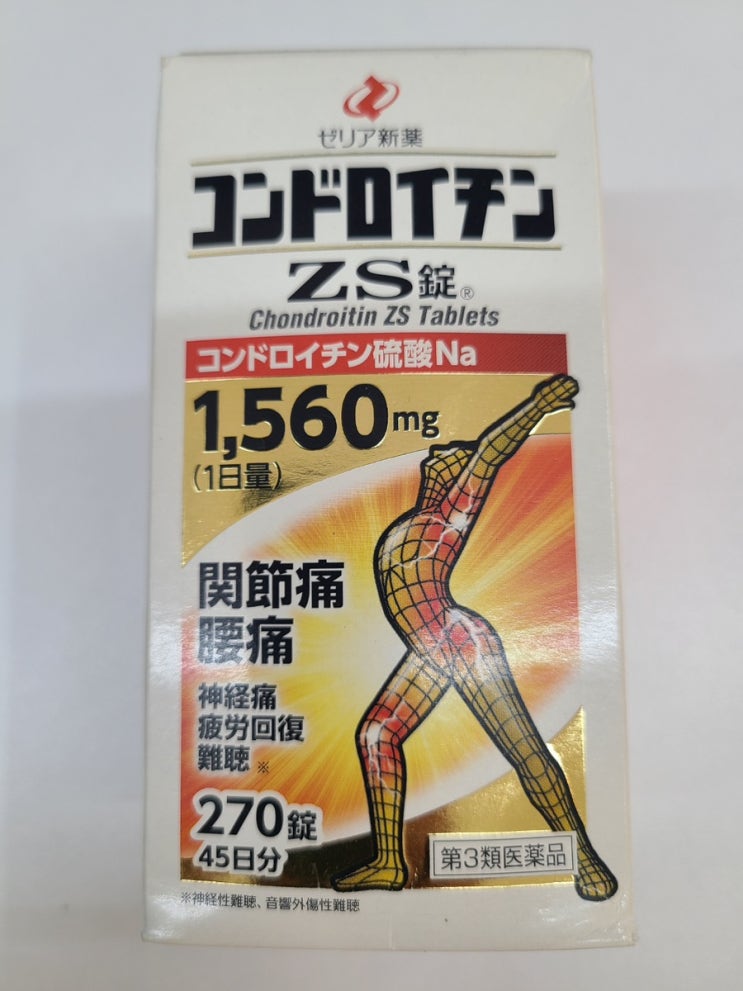 ゼリア新薬
コンドロイチン
ZS錠®
Chondroitin ZS Tablets
コンドロイチン硫酸Na
1,560mg
(1日量)
関節痛
腰痛
神経痛
疲労回復
難聴※
270錠
45日分
第3類医薬品
※神経性難聴、音響外傷性難聴